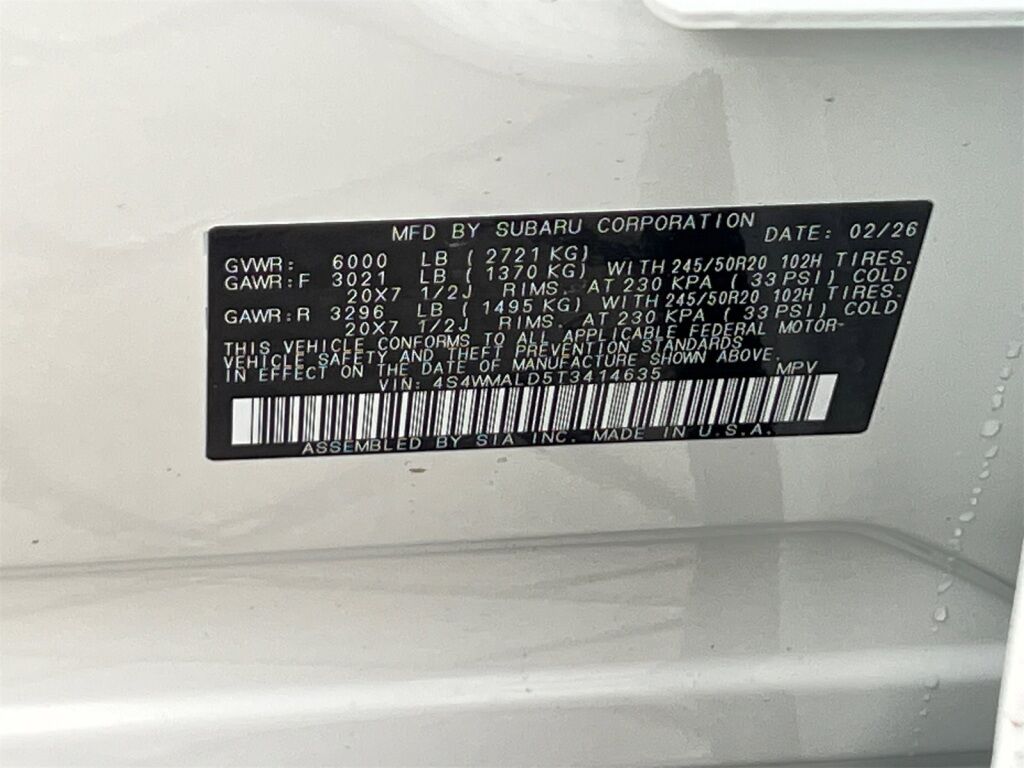 MFD BY SUBARU CORPORATION DATE: 02/26
GVWR: 6000 LB ( 2721 KG)
GAWR:F 3021 LB ( 1370 KG) WITH 245/50R20 102H TIRES.
20X7 1/2J RIMS. AT 230 KPA ( 33 PSI) COLD
GAWR:R 3296 LB ( 1495 KG) WITH 245/50R20 102H TIRES.
20X7 1/2J RIMS. AT 230 KPA ( 33 PSI) COLD
THIS VEHICLE CONFORMS TO ALL APPLICABLE FEDERAL MOTOR-
VEHICLE SAFETY AND THEFT PREVENTION STANDARDS
IN EFFECT ON THE DATE OF MANUFACTURE SHOWN ABOVE.
VIN: 4S4WMALD5T3414635 MPV
ASSEMBLED BY SIA INC. MADE IN U.S.A.